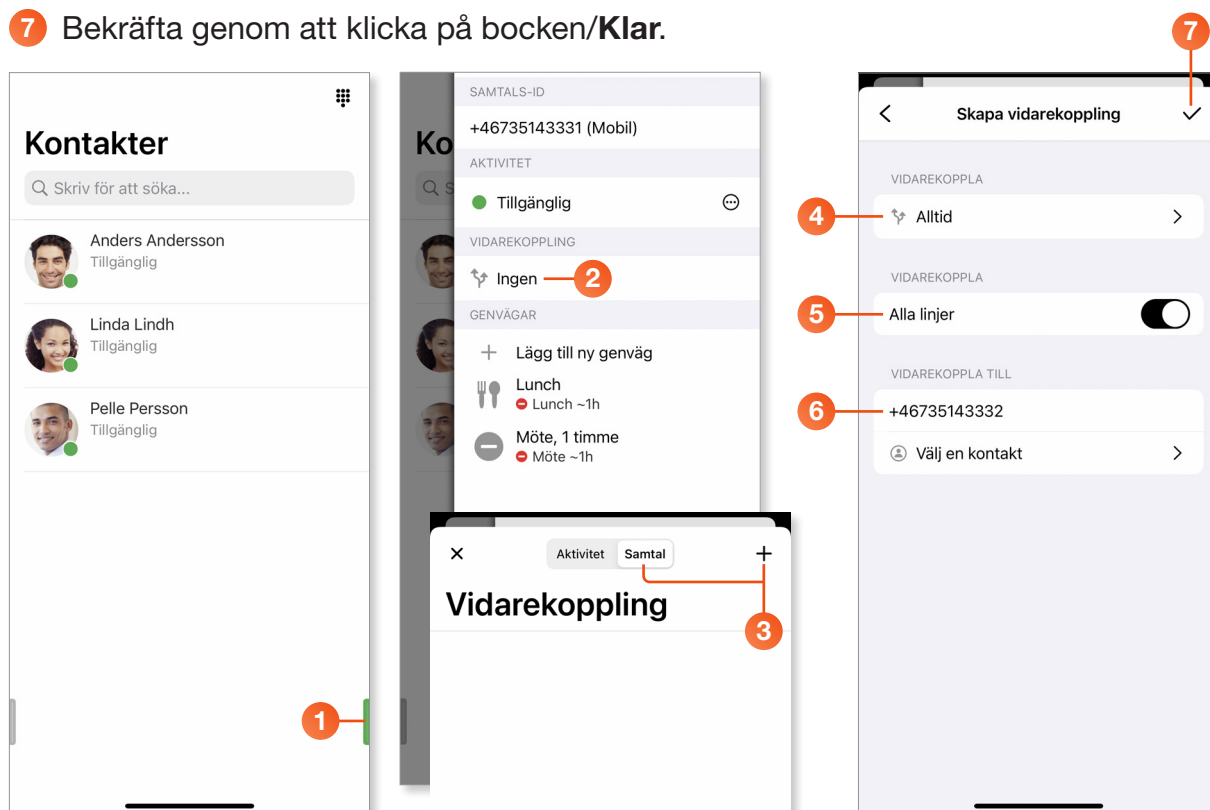 7 Bekräfta genom att klicka på bocken/Klar.
7
Kontakter
Skriv för att söka...
Anders Andersson
Tillgänglig
Linda Lindh
Tillgänglig
Pelle Persson
Tillgänglig
1
Ko
S
SAMTALS-ID
+46735143331 (Mobil)
AKTIVITET
Tillgänglig
VIDAREKOPPLING
Ingen 2
GENVÄGAR
Lägg till ny genväg
Lunch
Lunch ~1h
Möte, 1 timme
Möte ~1h
Aktivitet Samtal
Vidarekoppling
3
Skapa vidarekoppling
VIDAREKOPPLA
4 Alltid
VIDAREKOPPLA
5 Alla linjer
VIDAREKOPPLA TILL
6 +46735143332
Välj en kontakt